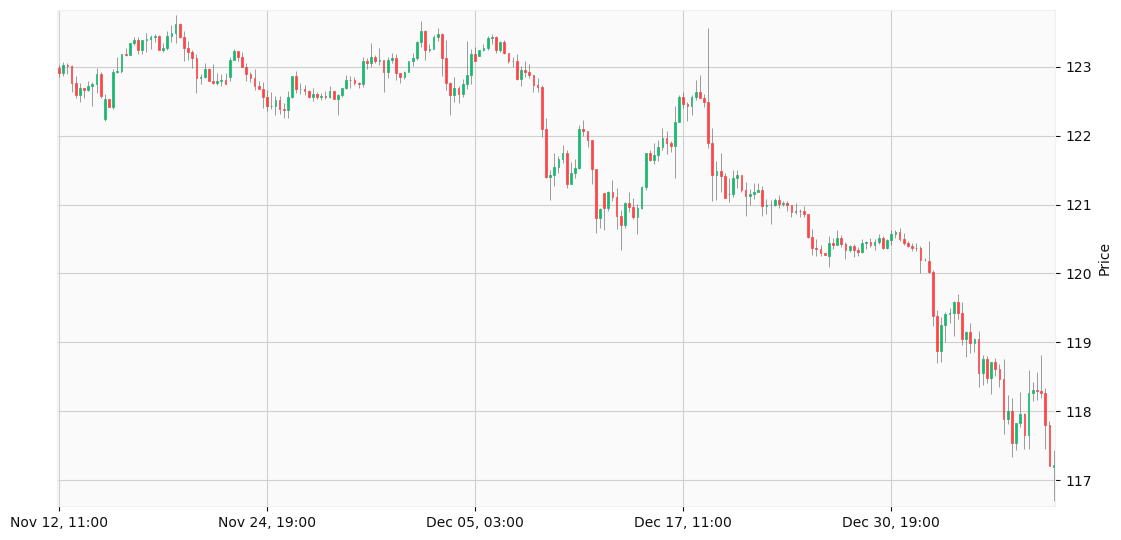 123
122
121
120
119
118
117
Price
Nov 12, 11:00
Nov 24, 19:00
Dec 05, 03:00
Dec 17, 11:00
Dec 30, 19:00